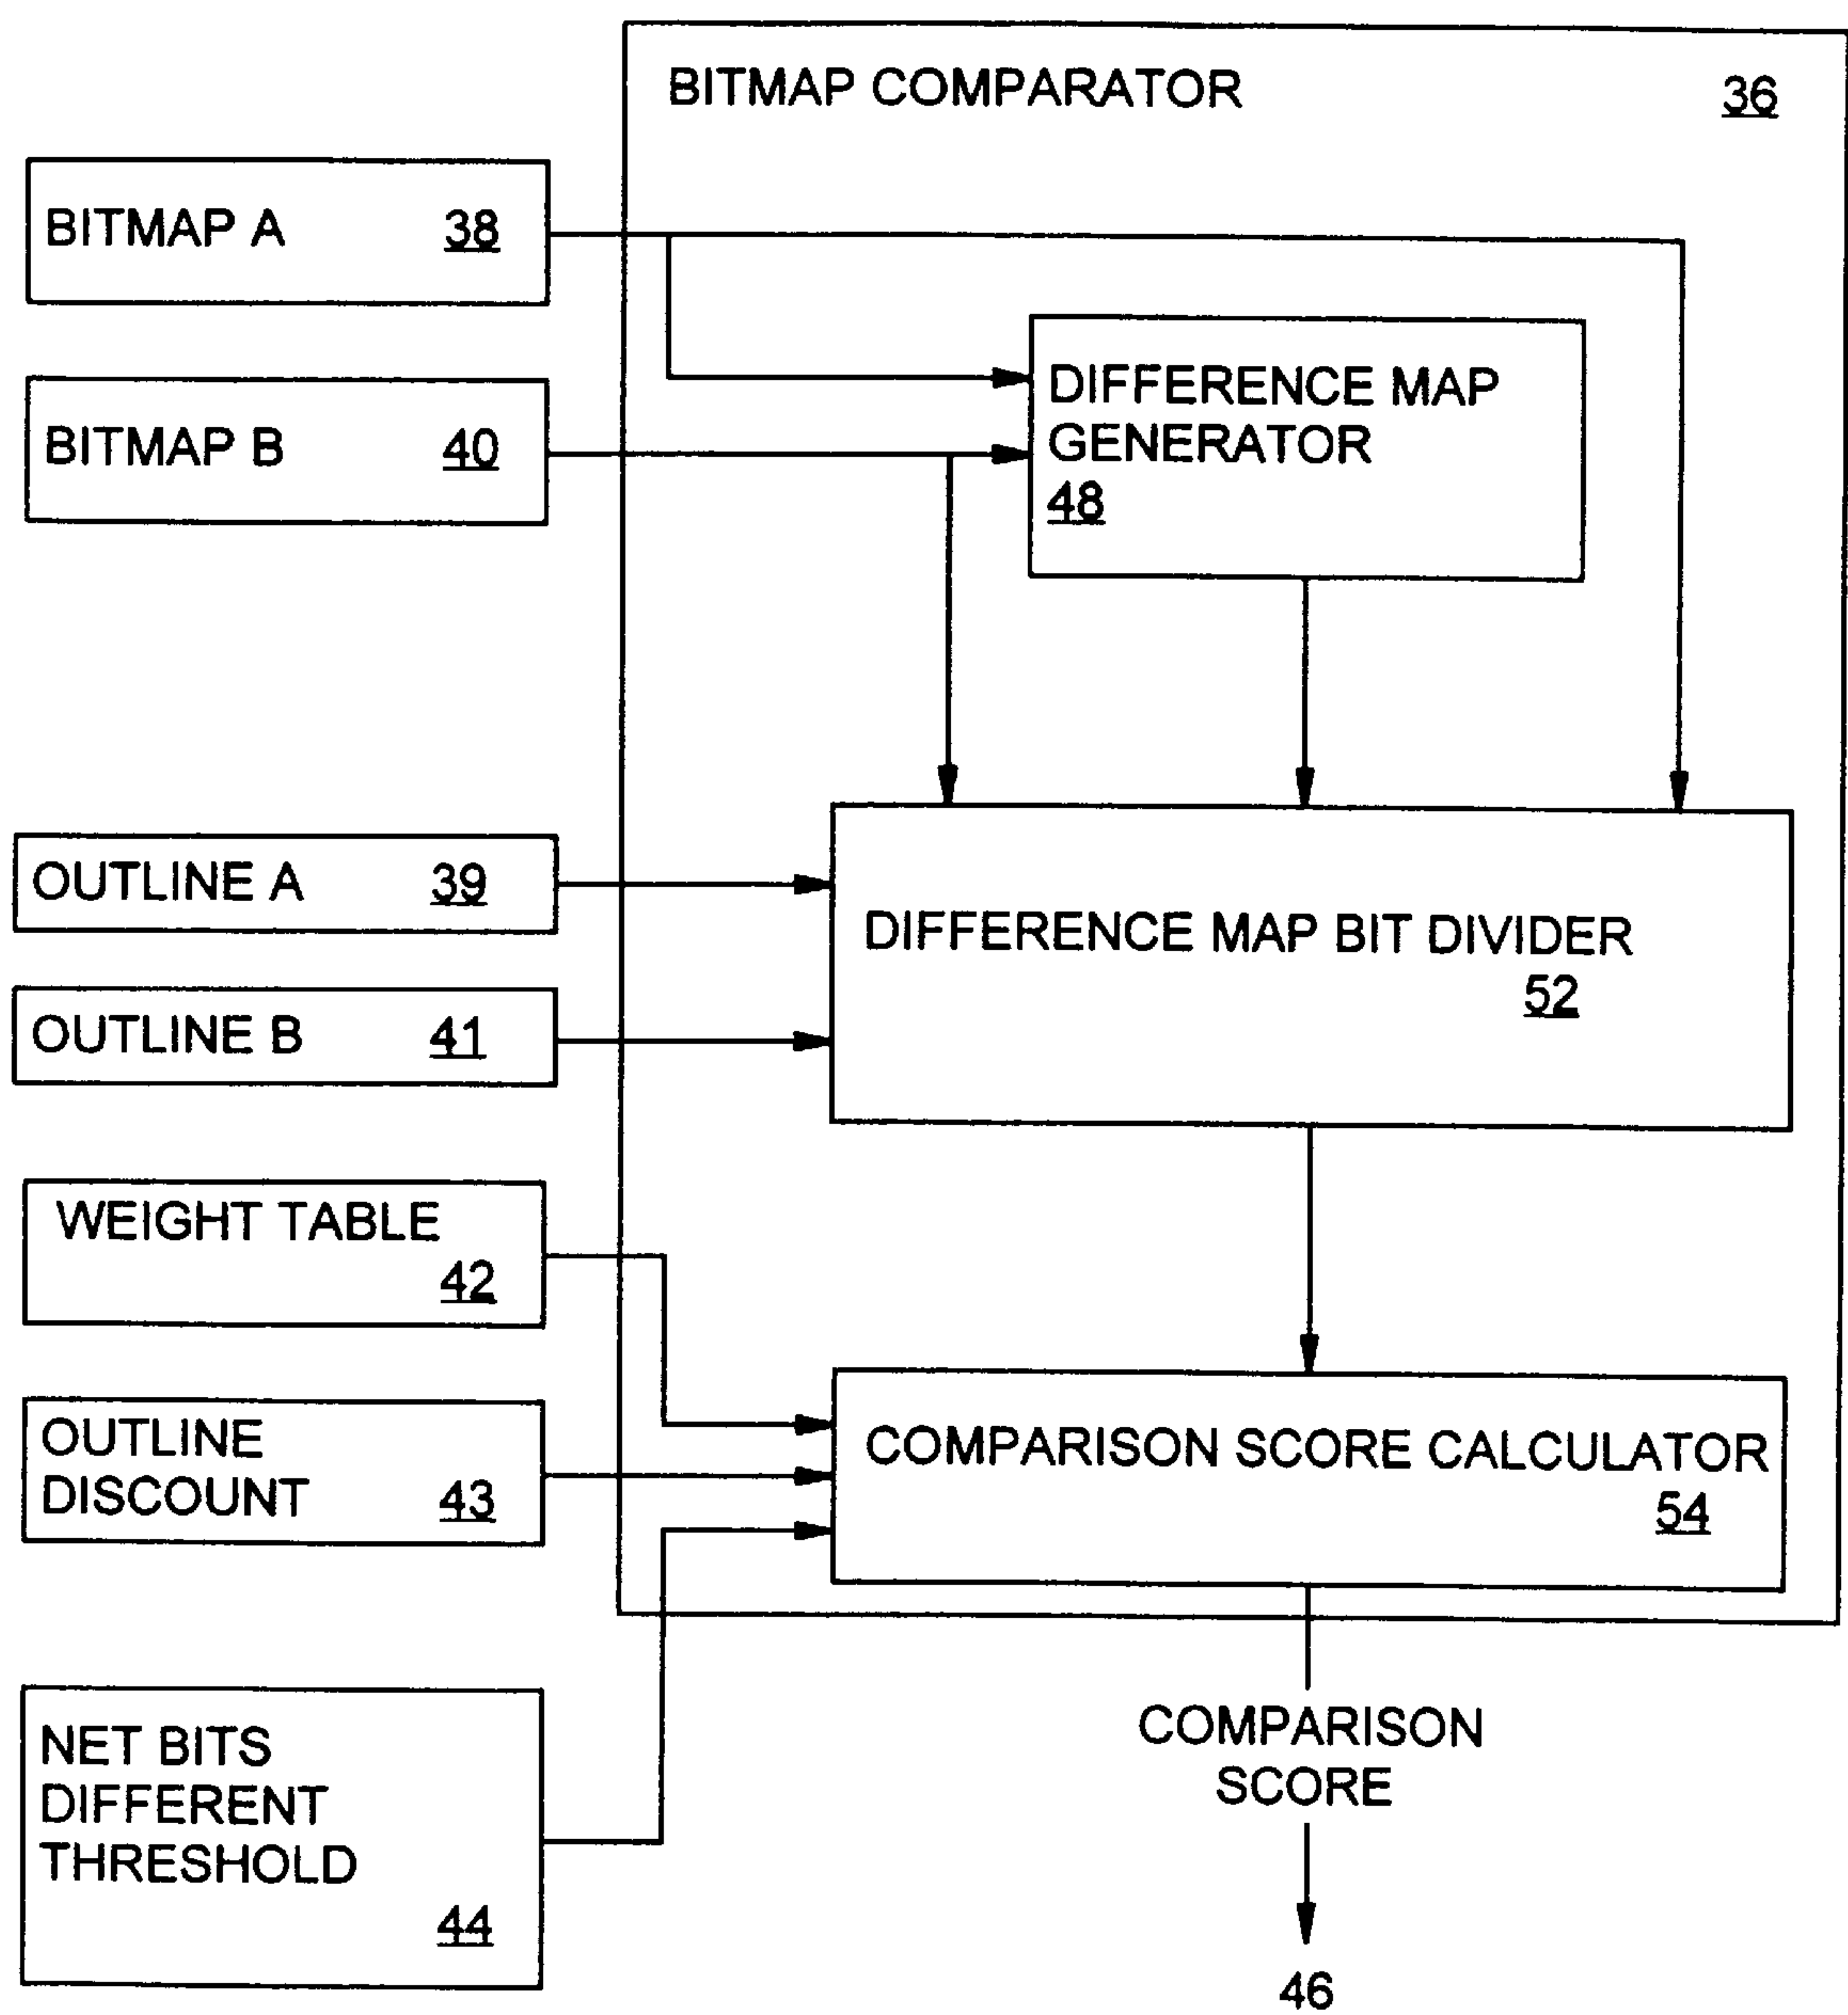 BITMAP COMPARATOR 36
BITMAP A 38
BITMAP B 40
DIFFERENCE MAP
GENERATOR
48
OUTLINE A 39
OUTLINE B 41
DIFFERENCE MAP BIT DIVIDER
52
WEIGHT TABLE
42
OUTLINE
DISCOUNT 43
COMPARISON SCORE CALCULATOR
54
NET BITS
DIFFERENT
THRESHOLD
44
COMPARISON
SCORE
46